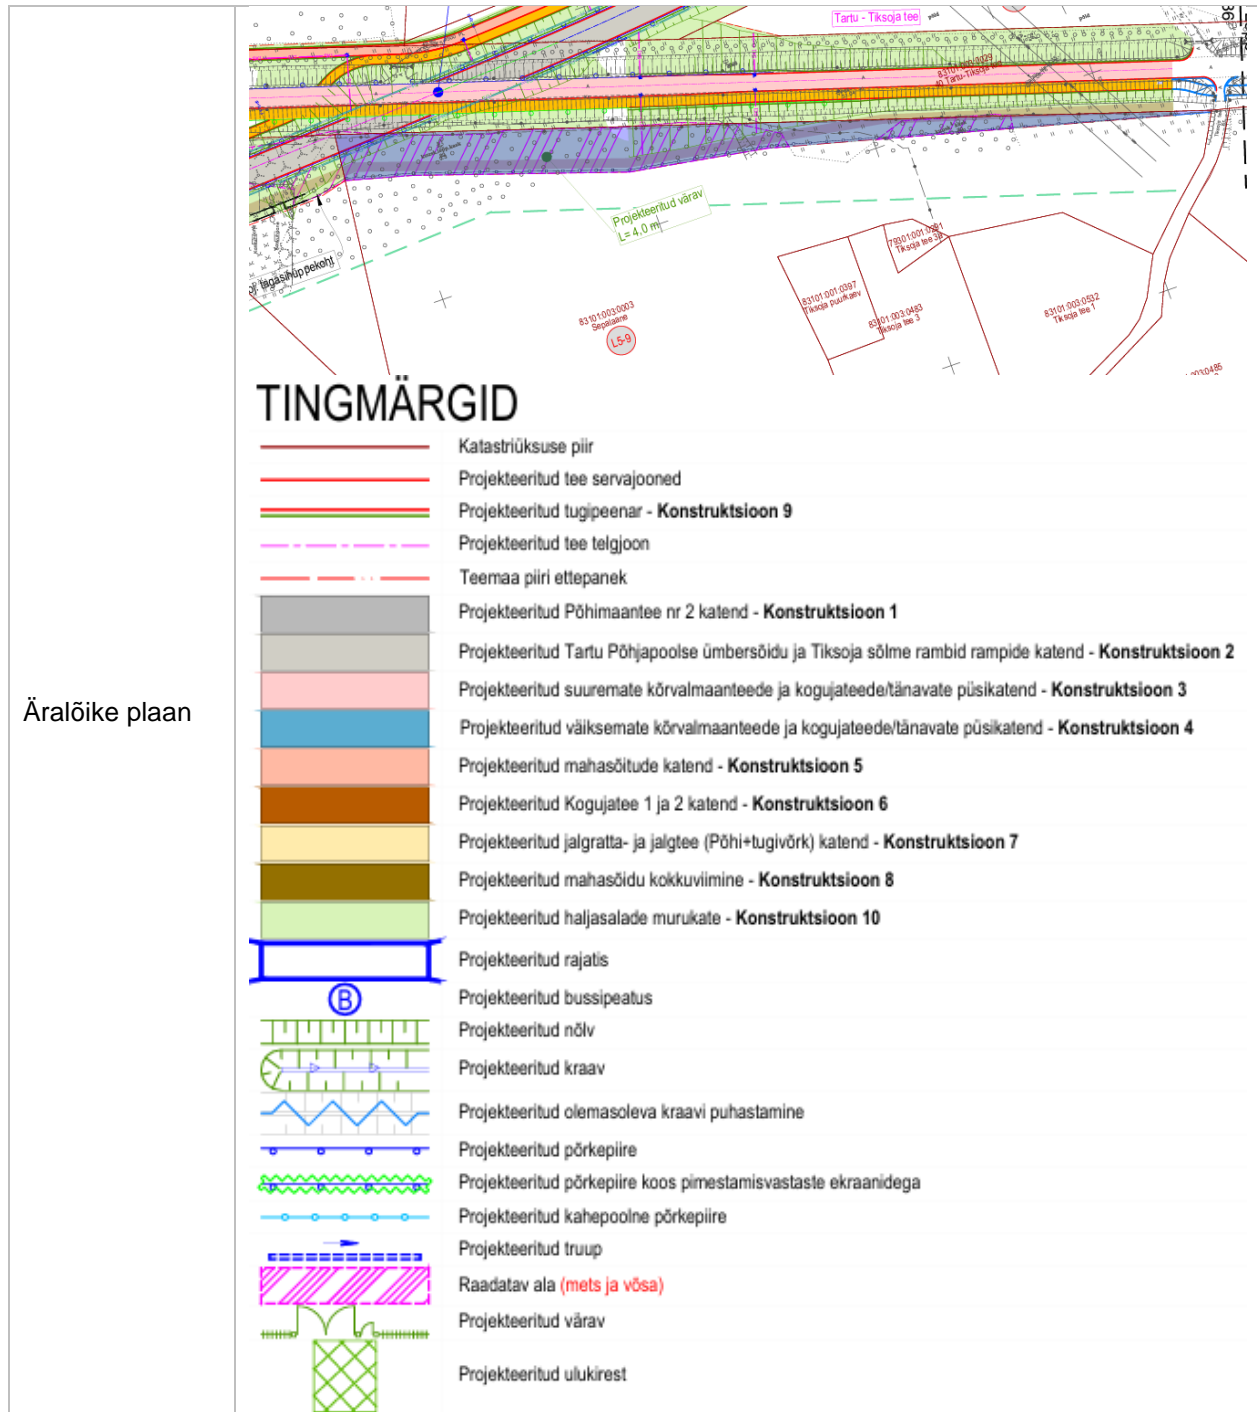 Äralõike plaan
Tartu - Tiksoja tee
Projekteeritud värav
L= 4,0 m
tagasihüppekoht
83101:003:0003
Sepalaane
L5-9
83101:001:0397
Tiksoja puurkaev
83101:003:0483
Tiksoja tee 3
Tiksoja tee
83101:003:0532
Tiksoja tee 1
TINGMÄRGID
Katastriüksuse piir
Projekteeritud tee servajooned
Projekteeritud tugipeenar - Konstruktsioon 9
Projekteeritud tee telgjoon
Teemaa piiri ettepanek
Projekteeritud Põhimaantee nr 2 katend - Konstruktsioon 1
Projekteeritud Tartu Põhjapoolse ümbersõidu ja Tiksoja sõlme rambid rampide katend - Konstruktsioon 2
Projekteeritud suuremate kõrvalmaanteede ja kogujateede/tänavate püsikatend - Konstruktsioon 3
Projekteeritud väiksemate kõrvalmaanteede ja kogujateede/tänavate püsikatend - Konstruktsioon 4
Projekteeritud mahasõitude katend - Konstruktsioon 5
Projekteeritud Kogujatee 1 ja 2 katend - Konstruktsioon 6
Projekteeritud jalgratta- ja jalgtee (Põhi+tugivõrk) katend - Konstruktsioon 7
Projekteeritud mahasõidu kokkuviimine - Konstruktsioon 8
Projekteeritud haljasalade murukate - Konstruktsioon 10
Projekteeritud rajatis
B
Projekteeritud bussipeatus
Projekteeritud nõlv
Projekteeritud kraav
Projekteeritud olemasoleva kraavi puhastamine
Projekteeritud põrkepiire
Projekteeritud põrkepiire koos pimestamisvastaste ekraanidega
Projekteeritud kahepoolne põrkepiire
Projekteeritud truup
Raadatav ala (mets ja võsa)
Projekteeritud värav
Projekteeritud ulukirest